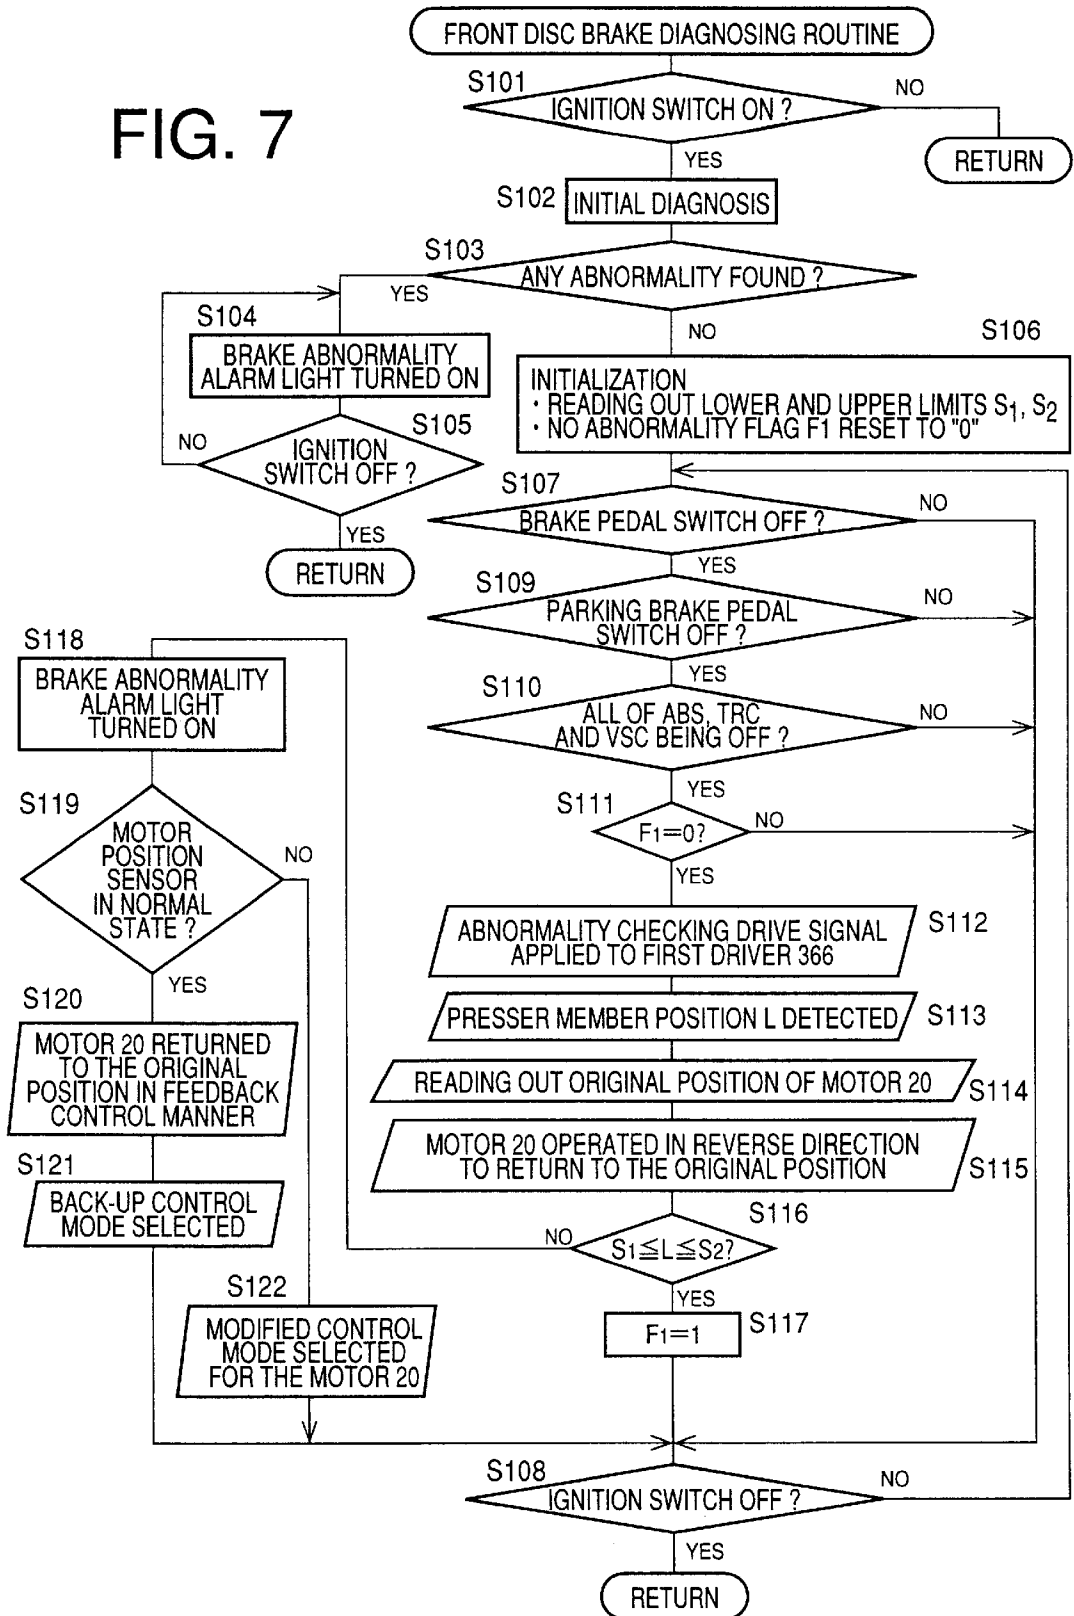 FIG. 7
FRONT DISC BRAKE DIAGNOSING ROUTINE
S101
IGNITION SWITCH ON ?
NO
RETURN
YES
S102
INITIAL DIAGNOSIS
S103
ANY ABNORMALITY FOUND ?
YES
NO
S104
BRAKE ABNORMALITY
ALARM LIGHT TURNED ON
S105
IGNITION
SWITCH OFF ?
NO
YES
RETURN
S106
INITIALIZATION
· READING OUT LOWER AND UPPER LIMITS S1, S2
· NO ABNORMALITY FLAG F1 RESET TO "0"
S107
BRAKE PEDAL SWITCH OFF ?
NO
YES
S109
PARKING BRAKE PEDAL
SWITCH OFF ?
NO
YES
S110
ALL OF ABS, TRC
AND VSC BEING OFF ?
NO
YES
S111
F1=0?
NO
YES
S112
ABNORMALITY CHECKING DRIVE SIGNAL
APPLIED TO FIRST DRIVER 366
S113
PRESSER MEMBER POSITION L DETECTED
S114
READING OUT ORIGINAL POSITION OF MOTOR 20
S115
MOTOR 20 OPERATED IN REVERSE DIRECTION
TO RETURN TO THE ORIGINAL POSITION
S116
S1≦L≦S2?
NO
YES
S117
F1=1
S118
BRAKE ABNORMALITY
ALARM LIGHT
TURNED ON
S119
MOTOR
POSITION
SENSOR
IN NORMAL
STATE ?
NO
YES
S120
MOTOR 20 RETURNED
TO THE ORIGINAL
POSITION IN FEEDBACK
CONTROL MANNER
S121
BACK-UP CONTROL
MODE SELECTED
S122
MODIFIED CONTROL
MODE SELECTED
FOR THE MOTOR 20
S108
IGNITION SWITCH OFF ?
NO
YES
RETURN